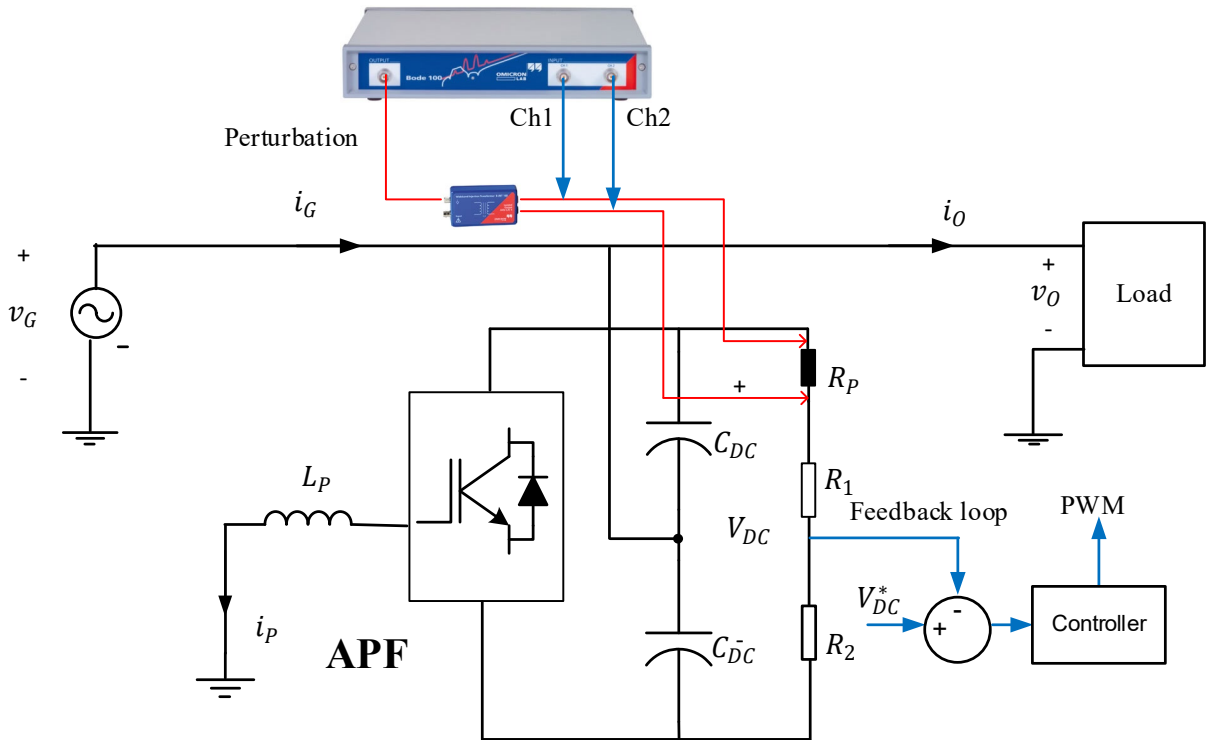 OUTPUT
INPUT
Bode 100
OMICRON
LAB
Ch1
Ch2
Perturbation
i_G
i_O
+
v_G
-
-
+
v_O
-
Load
R_P
+
C_DC
L_P
R_1
Feedback loop
PWM
V_DC
V*_DC
-
+
Controller
i_P
APF
C_DC
-
R_2